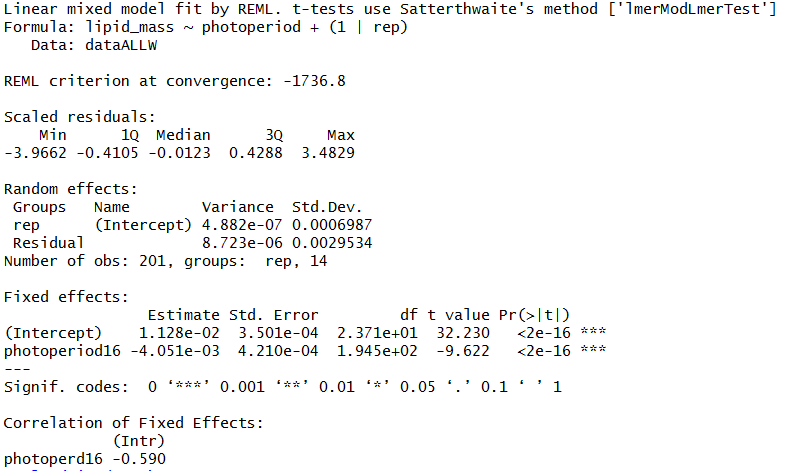 Linear mixed model fit by REML. t-tests use Satterthwaite's method ['lmerModLmerTest']
Formula: lipid_mass ~ photoperiod + (1 | rep)
   Data: dataALLW

REML criterion at convergence: -1736.8

Scaled residuals:
    Min      1Q  Median      3Q     Max
-3.9662 -0.4105 -0.0123  0.4288  3.4829

Random effects:
 Groups   Name        Variance  Std.Dev.
 rep      (Intercept) 4.882e-07 0.0006987
 Residual             8.723e-06 0.0029534
Number of obs: 201, groups:  rep, 14

Fixed effects:
                Estimate Std. Error         df t value Pr(>|t|)
(Intercept)    1.128e-02  3.501e-04  2.371e+01  32.230   <2e-16 ***
photoperiod16 -4.051e-03  4.210e-04  1.945e+02  -9.622   <2e-16 ***
---
Signif. codes:  0 ‘***’ 0.001 ‘**’ 0.01 ‘*’ 0.05 ‘.’ 0.1 ‘ ’ 1

Correlation of Fixed Effects:
            (Intr)
photoperd16 -0.590